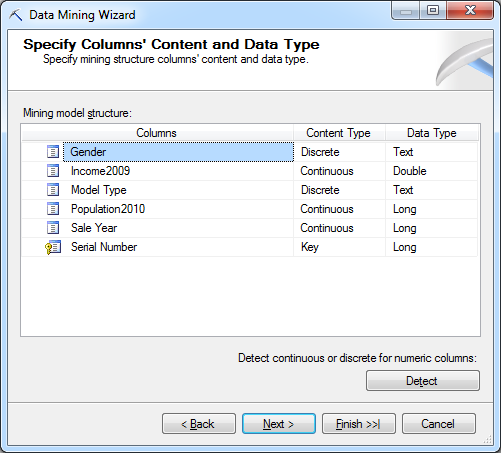 Data Mining Wizard
Specify Columns' Content and Data Type
Specify mining structure columns' content and data type.
Mining model structure:
Columns Content Type Data Type
Gender Discrete Text
Income2009 Continuous Double
Model Type Discrete Text
Population2010 Continuous Long
Sale Year Continuous Long
Serial Number Key Long
Detect continuous or discrete for numeric columns:
Detect
< Back Next > Finish >>| Cancel